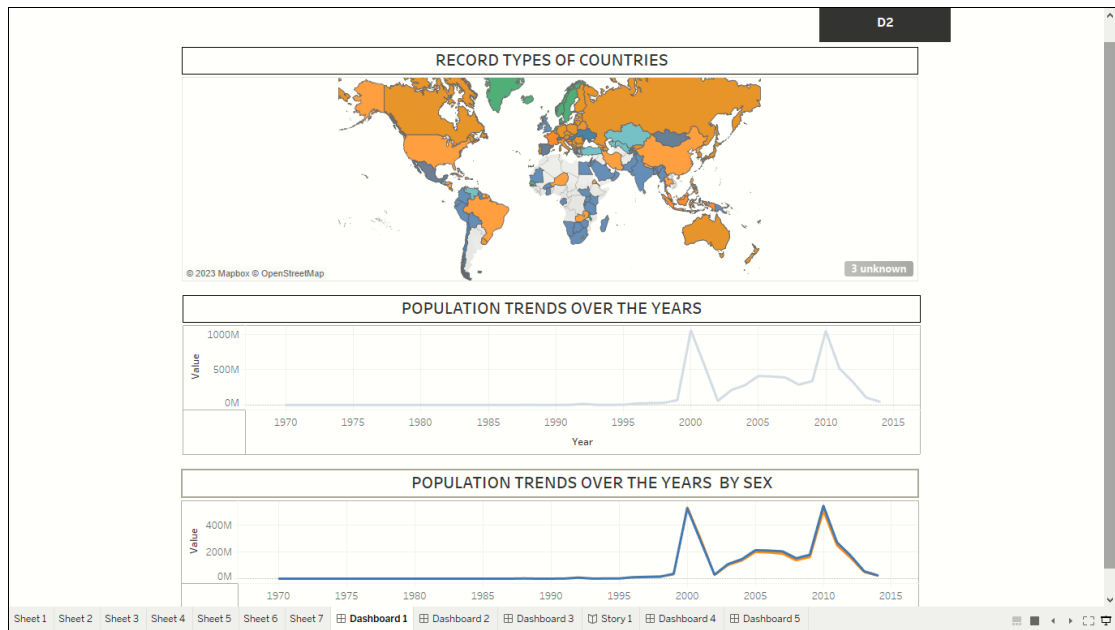 D2
RECORD TYPES OF COUNTRIES
© 2023 Mapbox © OpenStreetMap
3 unknown
POPULATION TRENDS OVER THE YEARS
Value
1000M
500M
0M
1970 1975 1980 1985 1990 1995 2000 2005 2010 2015
Year
POPULATION TRENDS OVER THE YEARS BY SEX
Value
400M
200M
0M
1970 1975 1980 1985 1990 1995 2000 2005 2010 2015
Sheet 1 Sheet 2 Sheet 3 Sheet 4 Sheet 5 Sheet 6 Sheet 7 Dashboard 1 Dashboard 2 Dashboard 3 Story 1 Dashboard 4 Dashboard 5